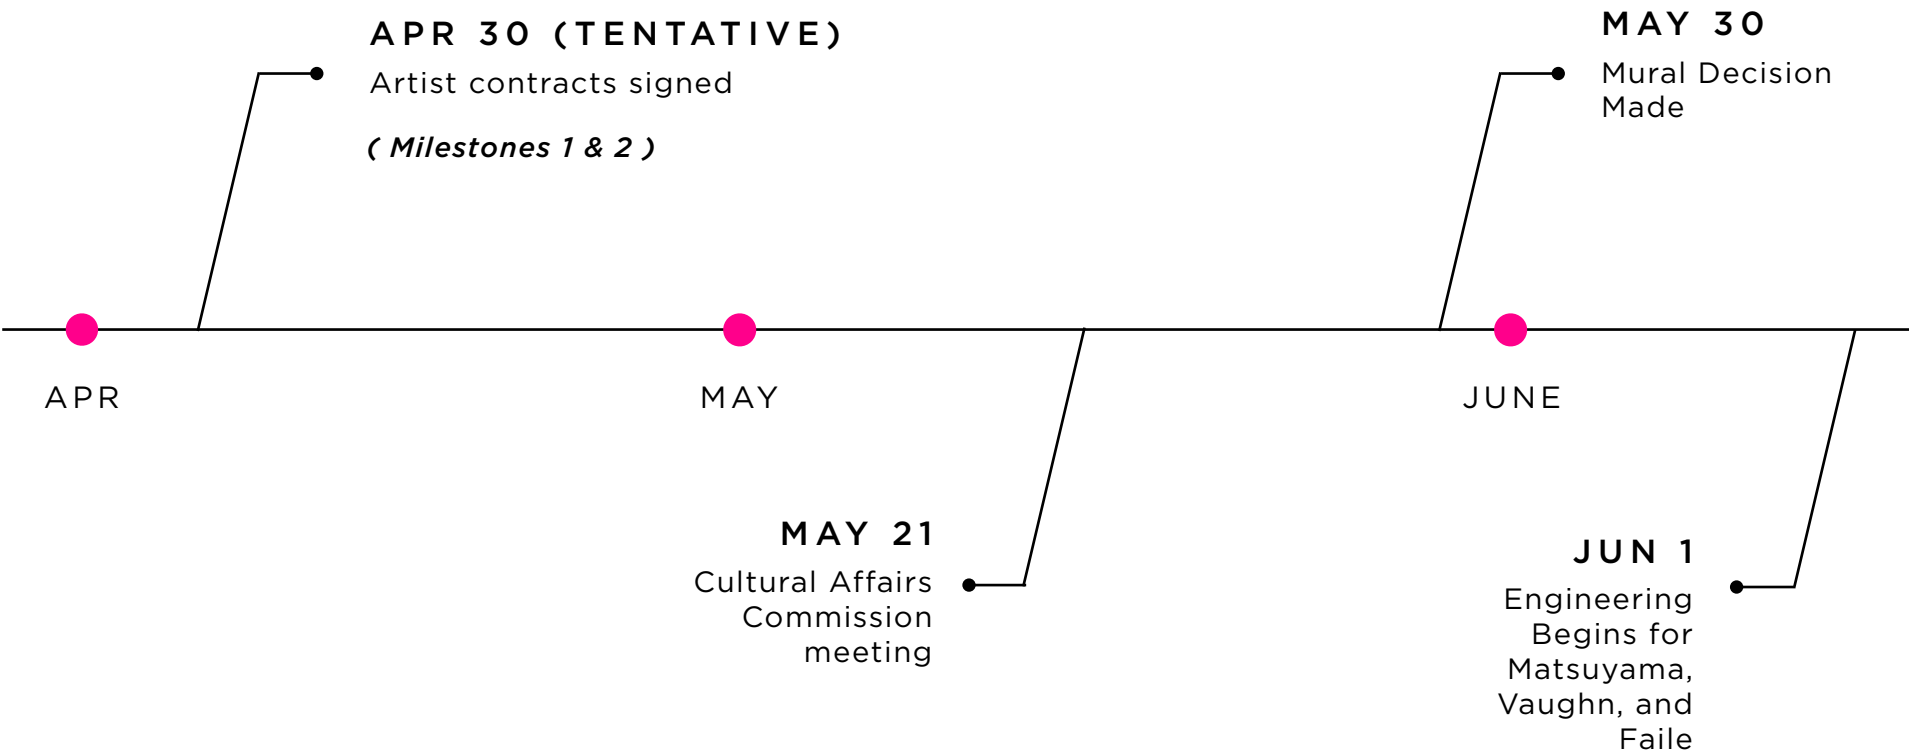 APR 30 (TENTATIVE)
Artist contracts signed
( Milestones 1 & 2 )
MAY 30
Mural Decision
Made
APR
MAY
JUNE
MAY 21
Cultural Affairs
Commission
meeting
JUN 1
Engineering
Begins for
Matsuyama,
Vaughn, and
Faile